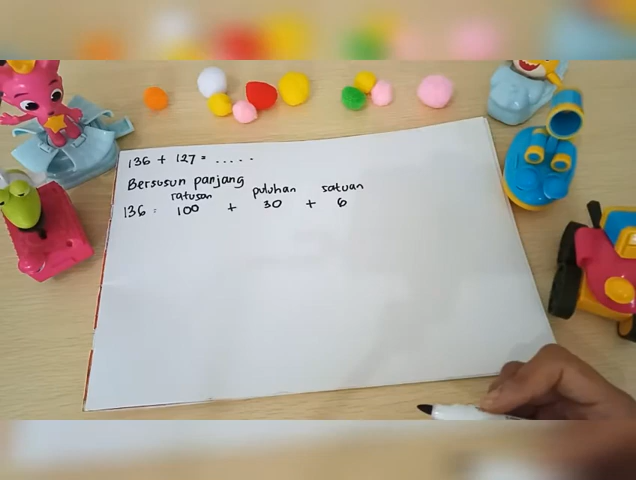 136 + 127 = .....
Bersusun panjang
ratusan puluhan satuan
136 = 100 + 30 + 6